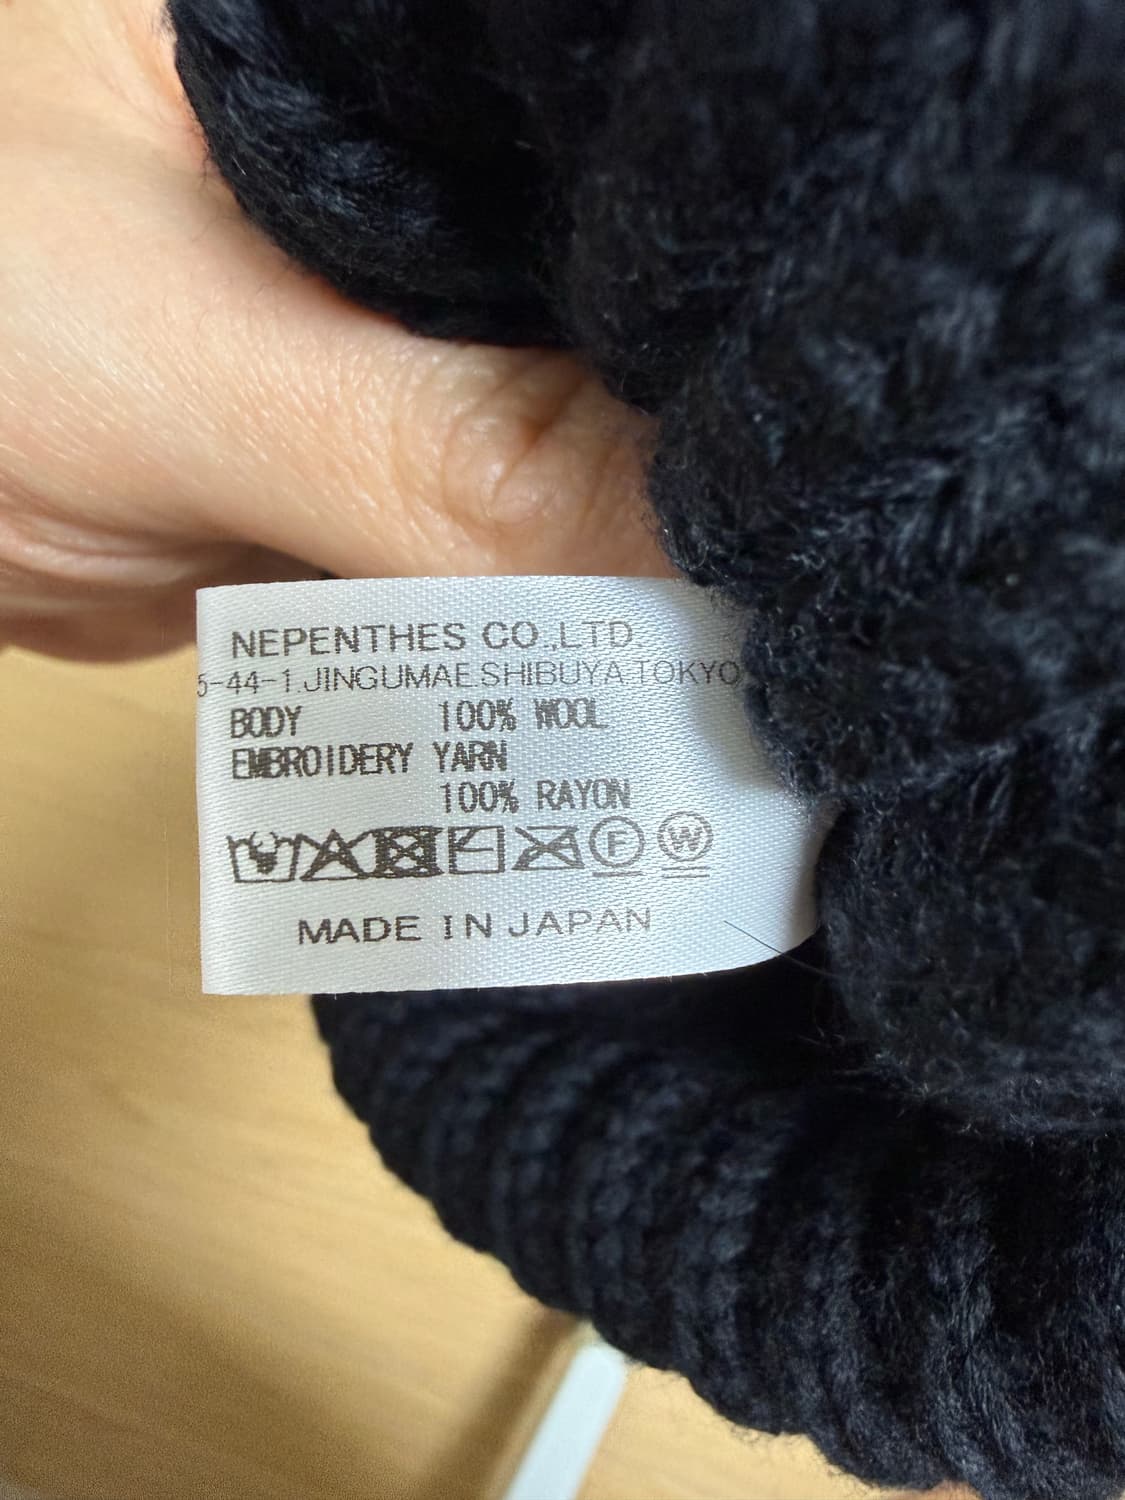 NEPENTHES CO.,LTD.
5-44-1.JINGUMAE.SHIBUYA.TOKYO
BODY 100% WOOL
EMBROIDERY YARN
100% RAYON
F W
MADE IN JAPAN